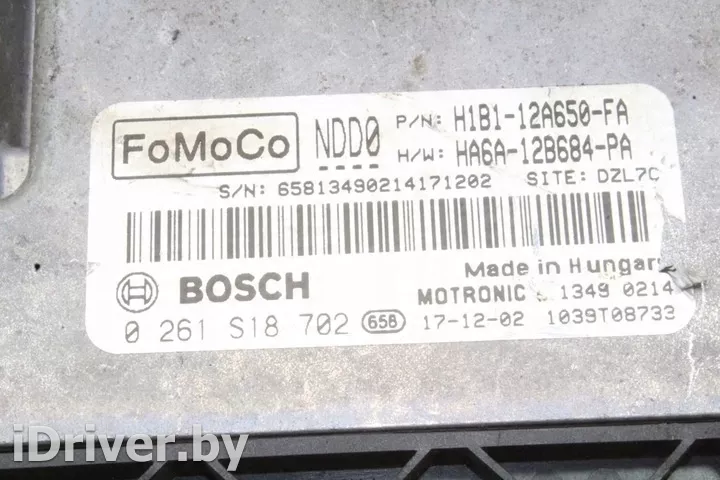 FoMoCo NDD0 P/N: H1B1-12A650-FA
H/W: HA6A-12B684-PA
S/N: 65813490214171202 SITE: DZL7C
BOSCH Made in Hungary
MOTRONIC 1349 0214
0 261 S18 702 658 17-12-02 1039T08733
iDriver.by